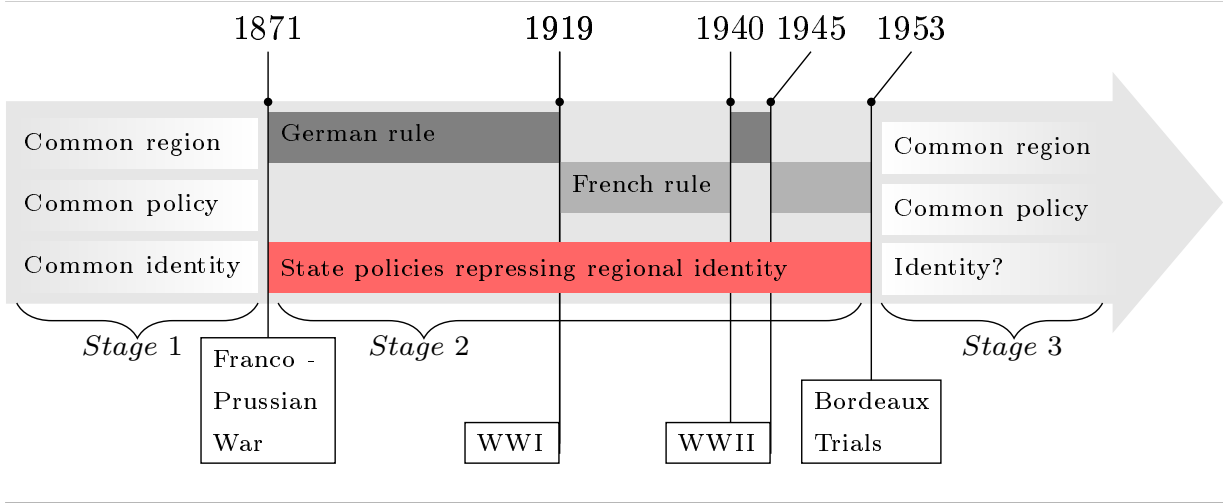 1871
1919
1940
1945
1953
Common region
Common policy
Common identity
German rule
French rule
State policies repressing regional identity
Common region
Common policy
Identity?
Stage 1
Stage 2
Stage 3
Franco -
Prussian
War
WWI
WWII
Bordeaux
Trials